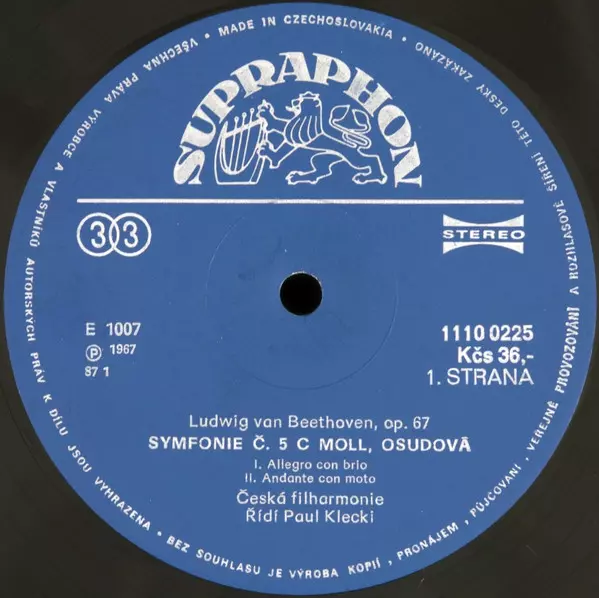 • VŠECHNA PRÁVA VÝROBCE A VLASTNÍKŮ AUTORSKÝCH PRÁV K DÍLU JSOU VYHRAZENA • BEZ SOUHLASU JE VÝROBA KOPIÍ, PRONÁJEM, PŮJČOVÁNÍ, VEŘEJNÉ PROVOZOVÁNÍ A ROZHLASOVÉ ŠÍŘENÍ TÉTO DESKY ZAKÁZÁNO •
MADE IN CZECHOSLOVAKIA
SUPRAPHON
33
STEREO
E 1007
Ⓟ 1967
87 1
1110 0225
Kčs 36,-
1. STRANA
Ludwig van Beethoven, op. 67
SYMFONIE Č. 5 C MOLL, OSUDOVÁ
I. Allegro con brio
II. Andante con moto
Česká filharmonie
Řídí Paul Klecki